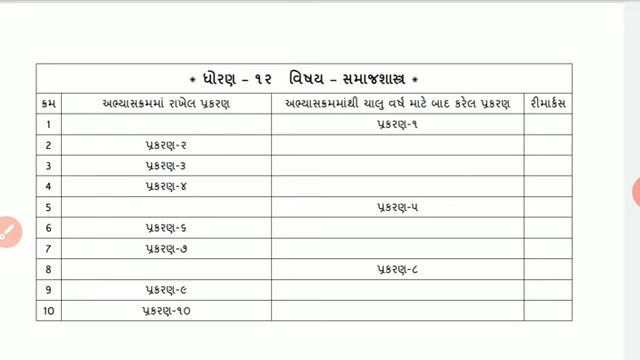 * ધોરણ – ૧૨ વિષય – સમાજશાસ્ત્ર *
ક્રમ અભ્યાસક્રમમાં રાખેલ પ્રકરણ અભ્યાસક્રમમાંથી ચાલુ વર્ષ માટે બાદ કરેલ પ્રકરણ રીમાર્કસ
1 પ્રકરણ-૧
2 પ્રકરણ-૨
3 પ્રકરણ-૩
4 પ્રકરણ-૪
5 પ્રકરણ-૫
6 પ્રકરણ-૬
7 પ્રકરણ-૭
8 પ્રકરણ-૮
9 પ્રકરણ-૯
10 પ્રકરણ-૧૦